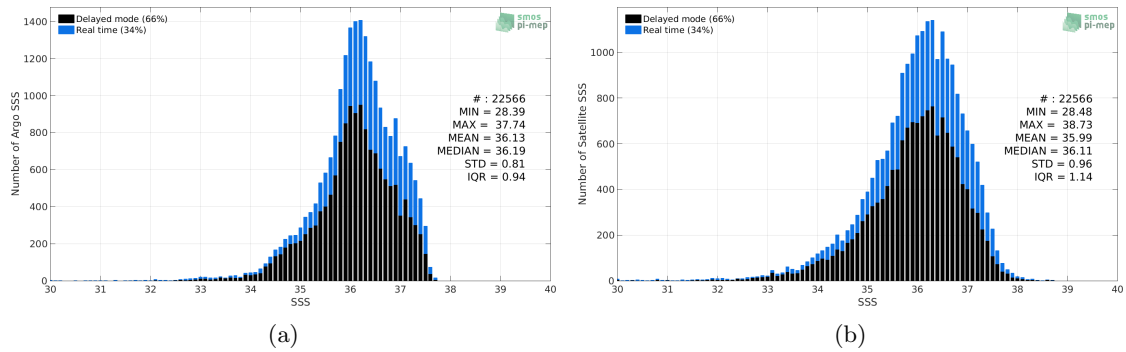 1400
1200
1000
800
600
400
200
0
Number of Argo SSS
Delayed mode (66%)
Real time (34%)
smos
pi-mep
# : 22566
MIN = 28.39
MAX = 37.74
MEAN = 36.13
MEDIAN = 36.19
STD = 0.81
IQR = 0.94
30 31 32 33 34 35 36 37 38 39 40
SSS
(a)
1000
800
600
400
200
0
Number of Satellite SSS
Delayed mode (66%)
Real time (34%)
smos
pi-mep
# : 22566
MIN = 28.48
MAX = 38.73
MEAN = 35.99
MEDIAN = 36.11
STD = 0.96
IQR = 1.14
30 31 32 33 34 35 36 37 38 39 40
SSS
(b)